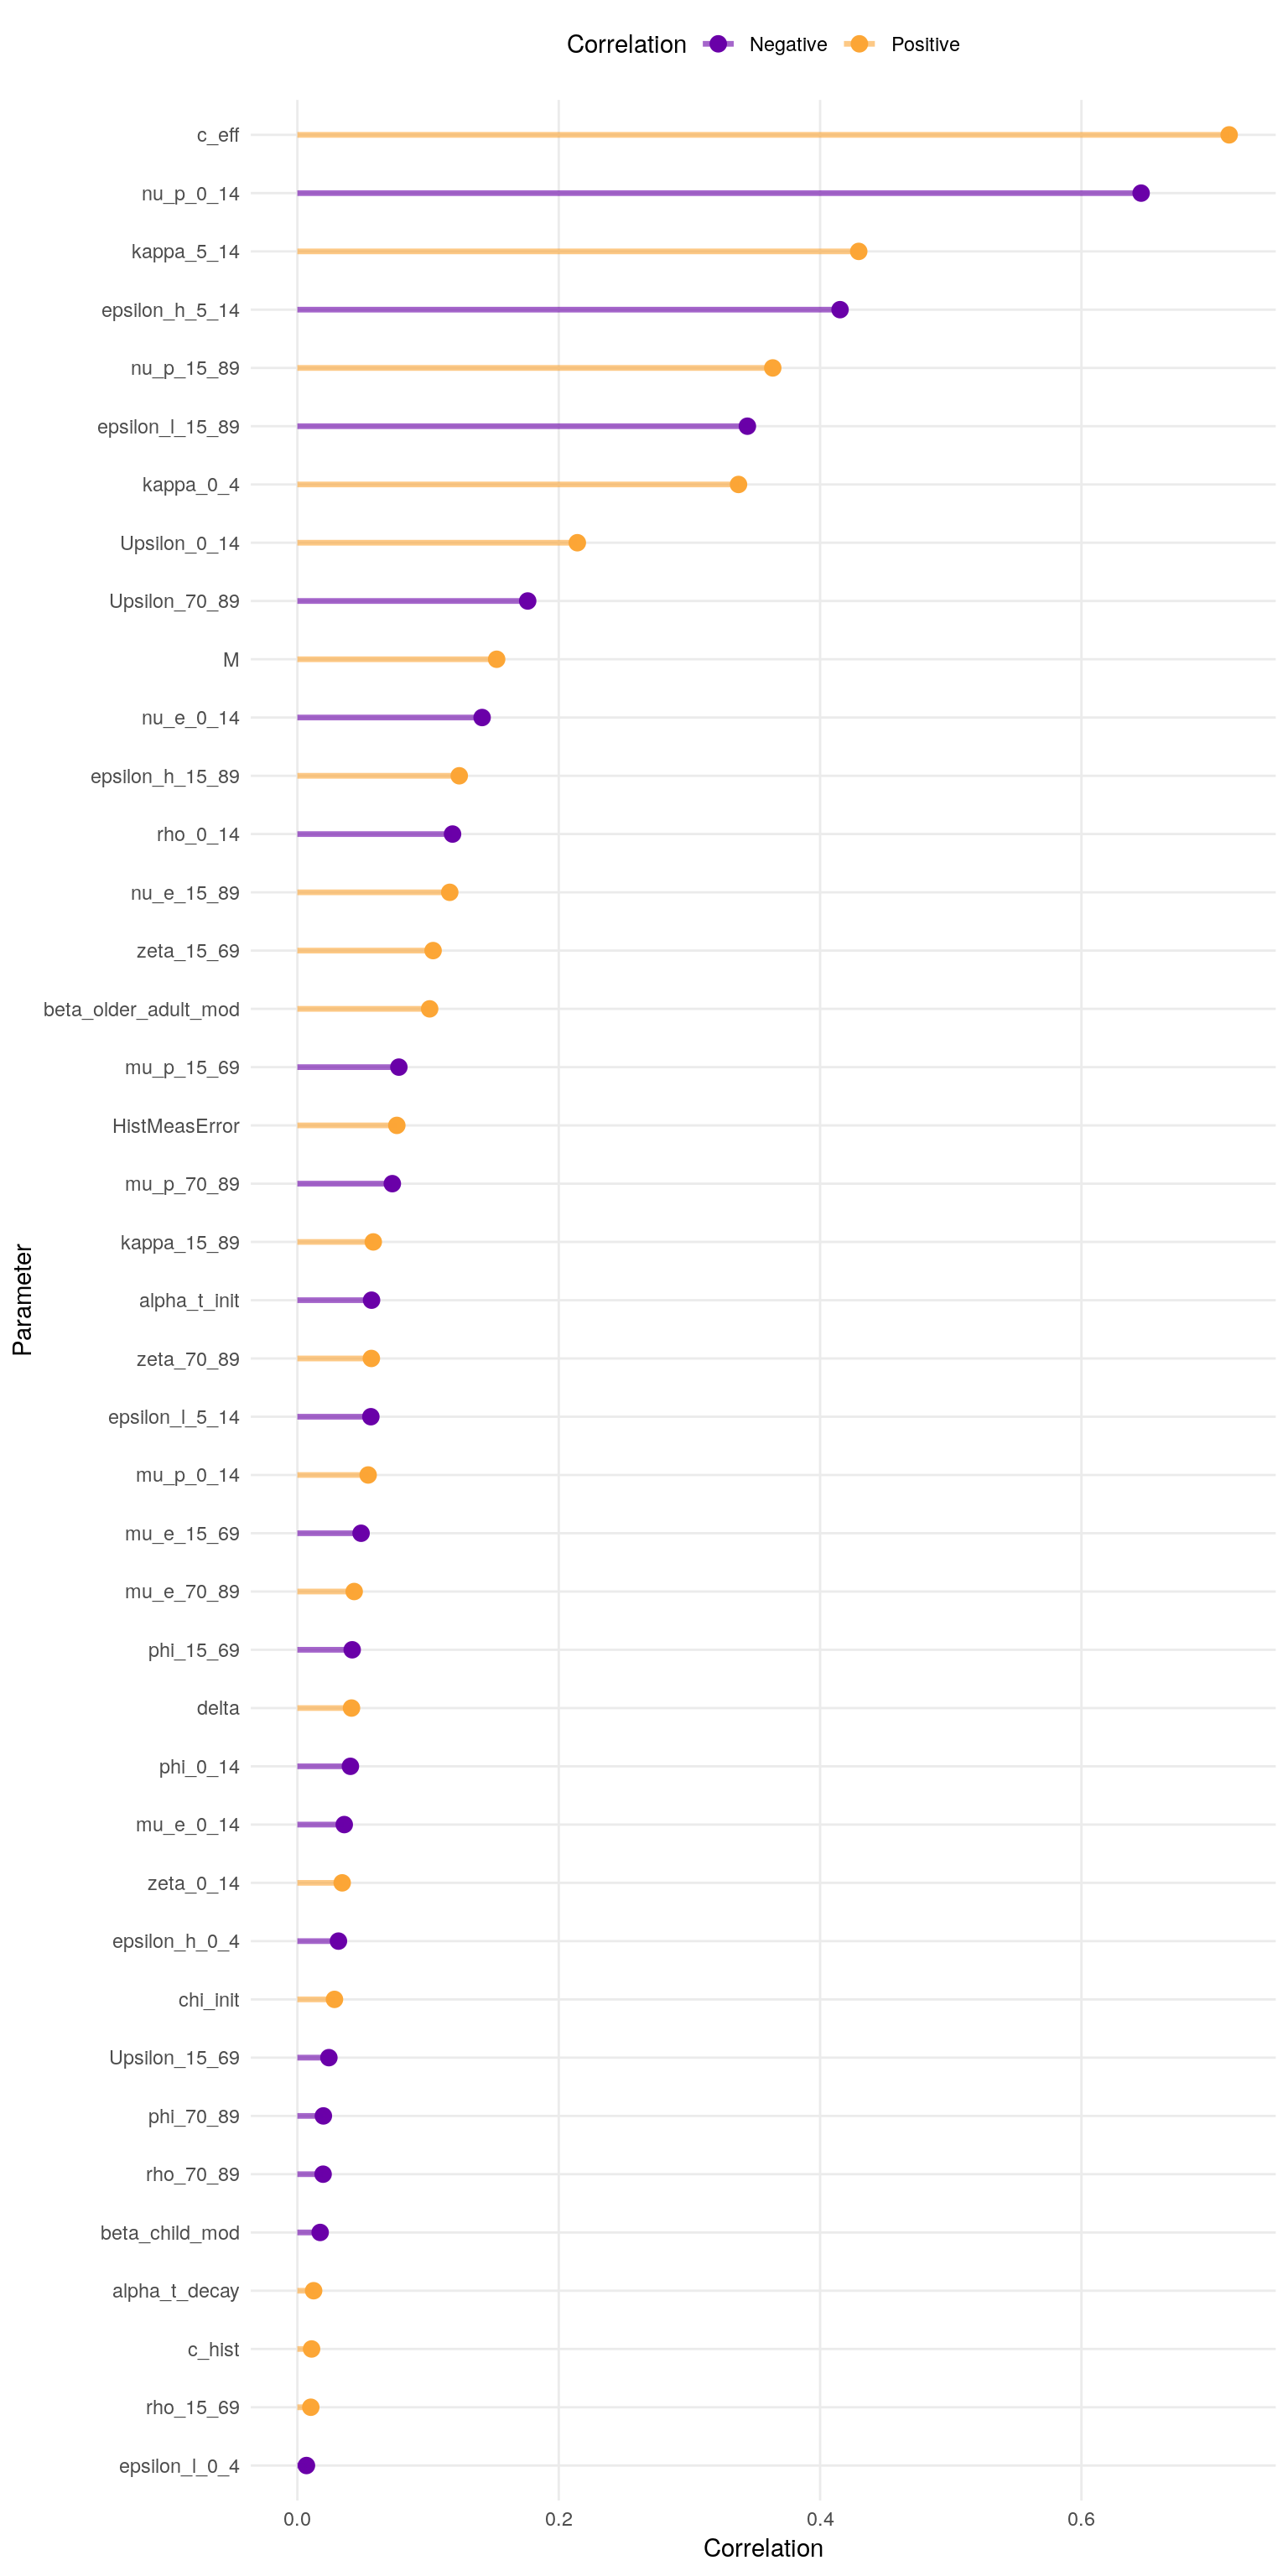 Correlation Negative Positive
c_eff
nu_p_0_14
kappa_5_14
epsilon_h_5_14
nu_p_15_89
epsilon_l_15_89
kappa_0_4
Upsilon_0_14
Upsilon_70_89
M
nu_e_0_14
epsilon_h_15_89
rho_0_14
nu_e_15_89
zeta_15_69
beta_older_adult_mod
mu_p_15_69
HistMeasError
mu_p_70_89
kappa_15_89
alpha_t_init
zeta_70_89
epsilon_l_5_14
mu_p_0_14
mu_e_15_69
mu_e_70_89
phi_15_69
delta
phi_0_14
mu_e_0_14
zeta_0_14
epsilon_h_0_4
chi_init
Upsilon_15_69
phi_70_89
rho_70_89
beta_child_mod
alpha_t_decay
c_hist
rho_15_69
epsilon_l_0_4
Parameter
0.0 0.2 0.4 0.6
Correlation